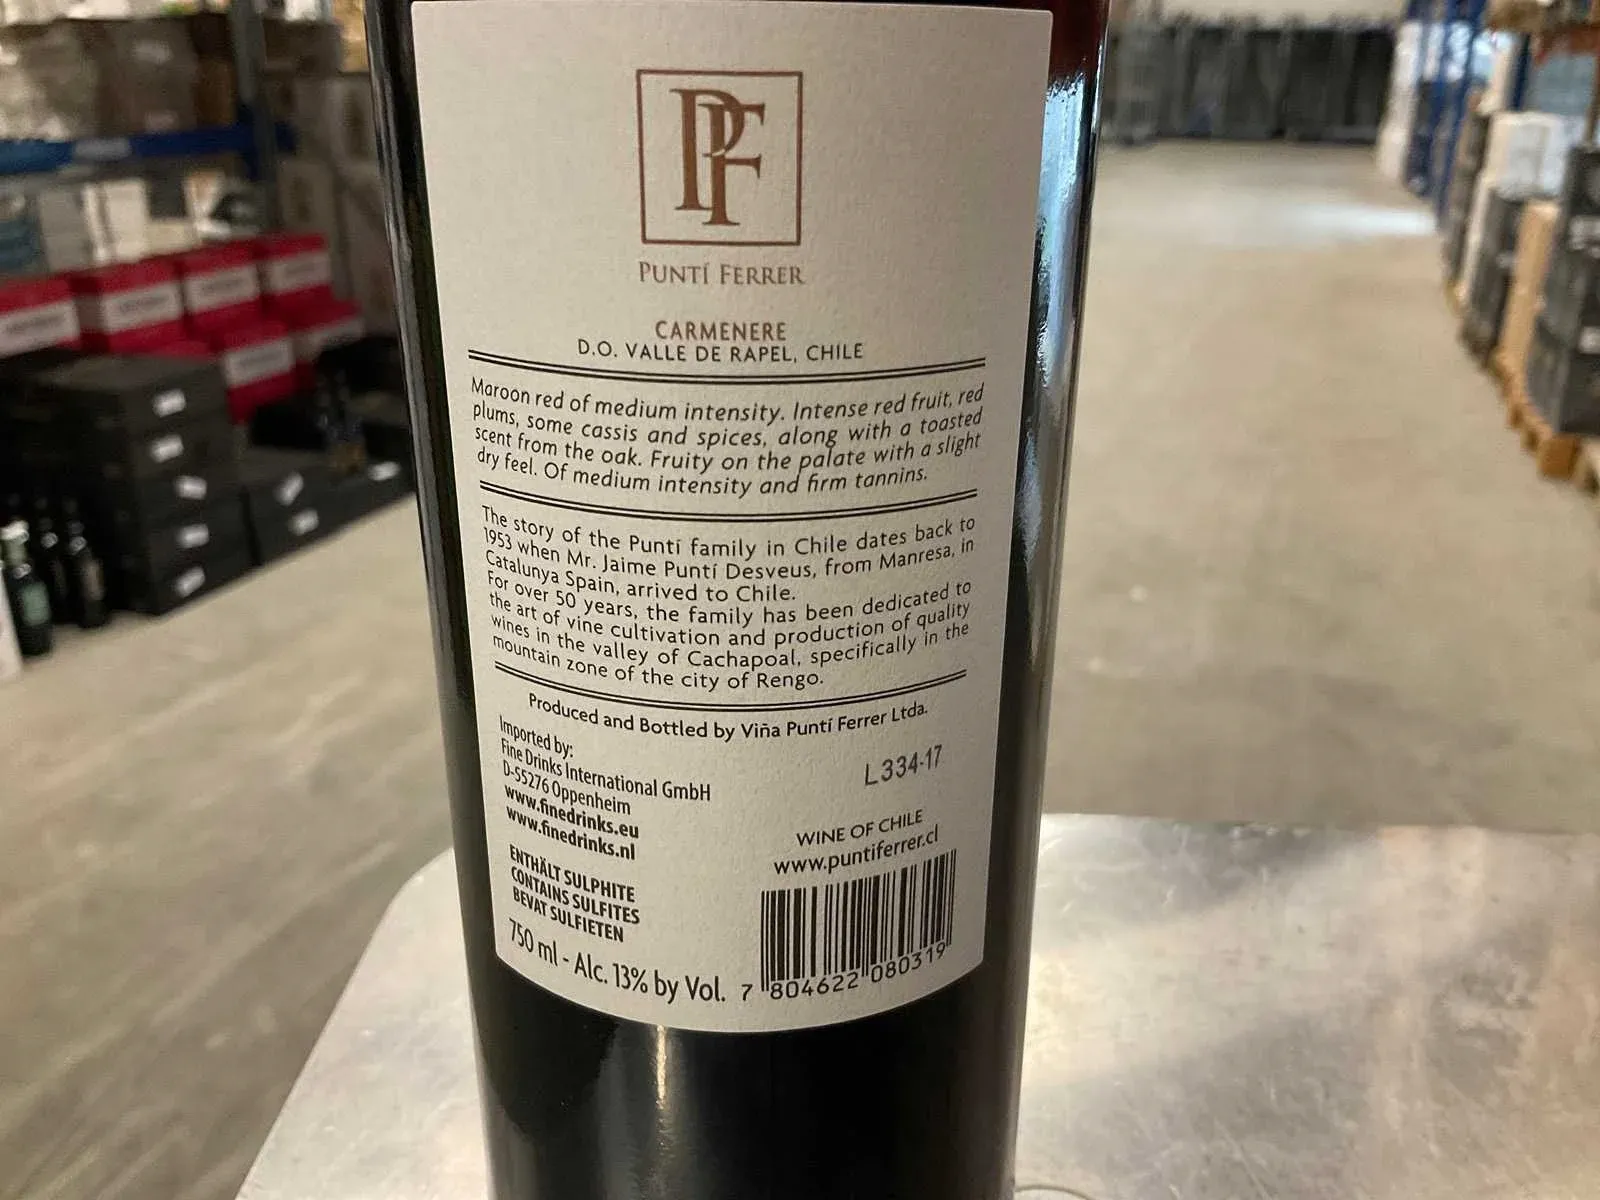 PF
PUNTÍ FERRER
CARMENERE
D.O. VALLE DE RAPEL, CHILE
Maroon red of medium intensity. Intense red fruit, red
plums, some cassis and spices, along with a toasted
scent from the oak. Fruity on the palate with a slight
dry feel. Of medium intensity and firm tannins.
The story of the Puntí family in Chile dates back to
1953 when Mr. Jaime Puntí Desveus, from Manresa, in
Catalunya Spain, arrived to Chile.
For over 50 years, the family has been dedicated to
the art of vine cultivation and production of quality
wines in the valley of Cachapoal, specifically in the
mountain zone of the city of Rengo.
Produced and Bottled by Viña Puntí Ferrer Ltda.
Imported by:
Fine Drinks International GmbH
D-55276 Oppenheim
www.finedrinks.eu
www.finedrinks.nl
ENTHÄLT SULPHITE
CONTAINS SULFITES
BEVAT SULFIETEN
750 ml - Alc. 13% by Vol.
L334-17
WINE OF CHILE
www.puntiferrer.cl
7 804622 080319